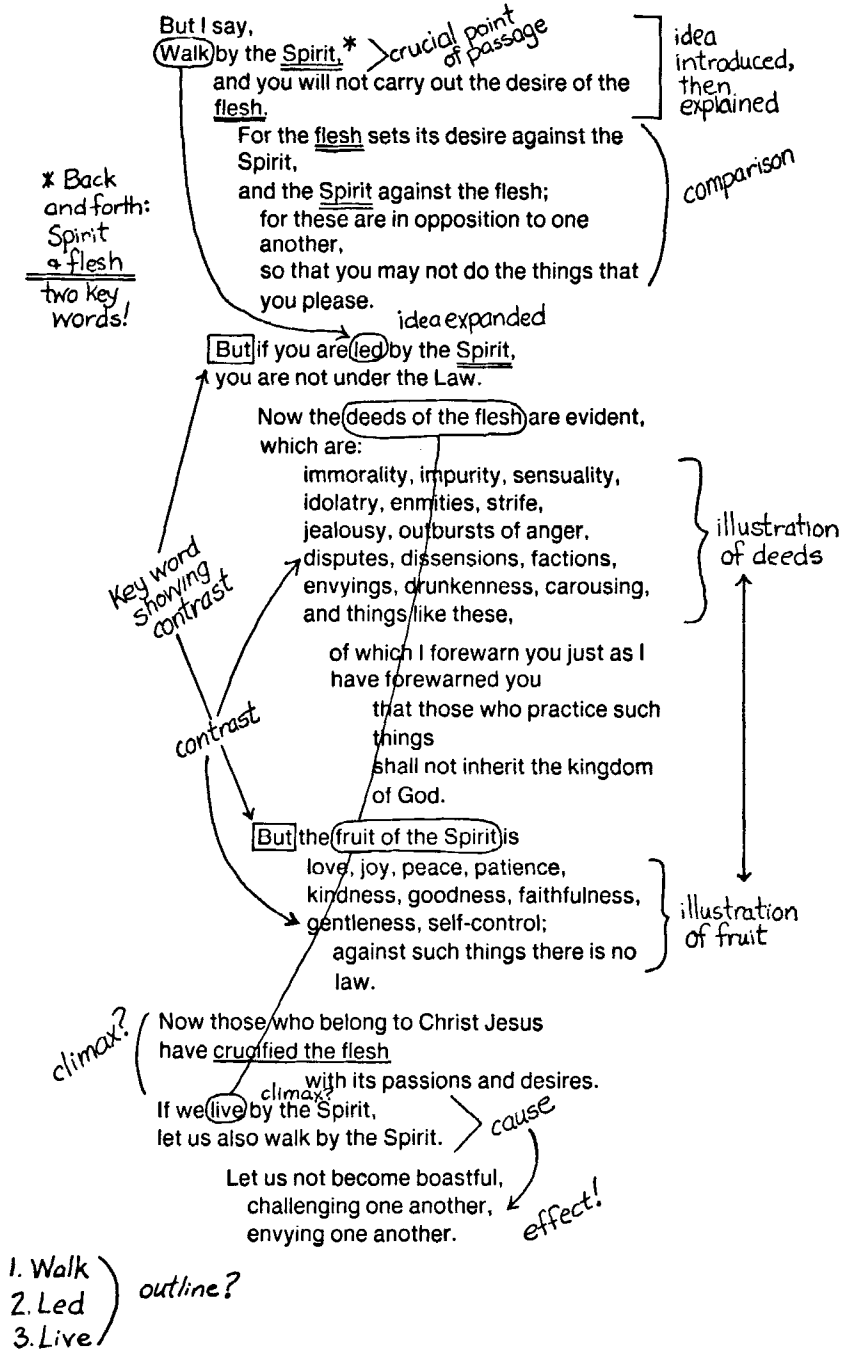 But I say,
Walk by the Spirit,*
crucial point
of passage
and you will not carry out the desire of the
flesh.
idea
introduced,
then
explained
For the flesh sets its desire against the
Spirit,
and the Spirit against the flesh;
for these are in opposition to one
another,
so that you may not do the things that
you please.
comparison
* Back
and forth:
Spirit
& flesh
two key
words!
idea expanded
But if you are led by the Spirit,
you are not under the Law.
Now the deeds of the flesh are evident,
which are:
immorality, impurity, sensuality,
idolatry, enmities, strife,
jealousy, outbursts of anger,
disputes, dissensions, factions,
envyings, drunkenness, carousing,
and things like these,
illustration
of deeds
Key word
showing
contrast
of which I forewarn you just as I
have forewarned you
that those who practice such
things
shall not inherit the kingdom
of God.
contrast
But the fruit of the Spirit is
love, joy, peace, patience,
kindness, goodness, faithfulness,
gentleness, self-control;
against such things there is no
law.
illustration
of fruit
climax?
Now those who belong to Christ Jesus
have crucified the flesh
with its passions and desires.
climax?
If we live by the Spirit,
let us also walk by the Spirit.
cause
Let us not become boastful,
challenging one another,
envying one another.
effect!
1. Walk
2. Led
3. Live
outline?